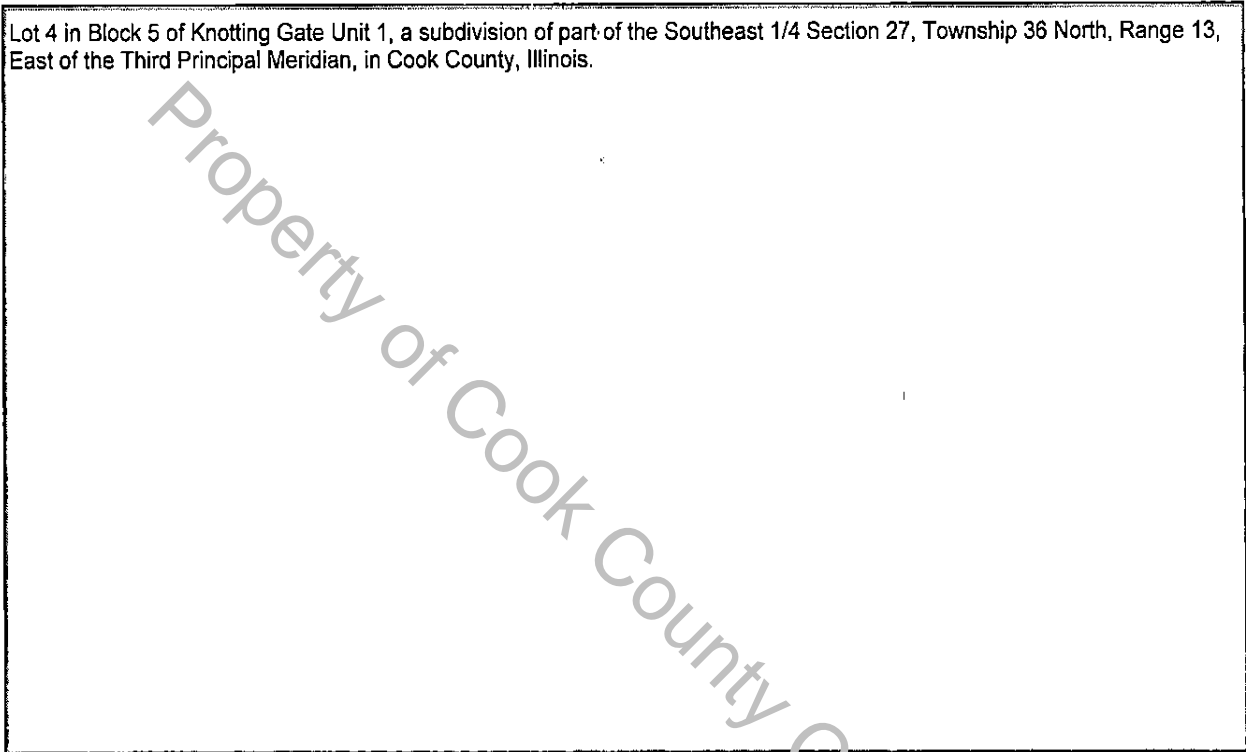 Lot 4 in Block 5 of Knotting Gate Unit 1, a subdivision of part of the Southeast 1/4 Section 27, Township 36 North, Range 13,
East of the Third Principal Meridian, in Cook County, Illinois.
Property of Cook County